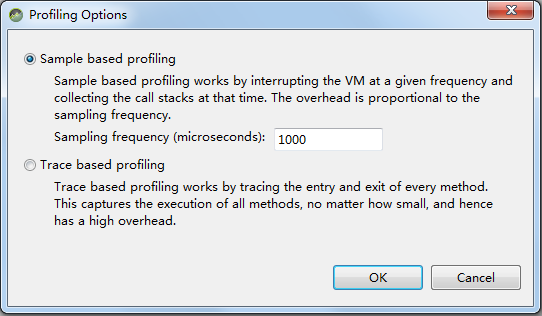 Profiling Options
Sample based profiling
Sample based profiling works by interrupting the VM at a given frequency and
collecting the call stacks at that time. The overhead is proportional to the
sampling frequency.
Sampling frequency (microseconds): 1000
Trace based profiling
Trace based profiling works by tracing the entry and exit of every method.
This captures the execution of all methods, no matter how small, and hence
has a high overhead.
OK Cancel